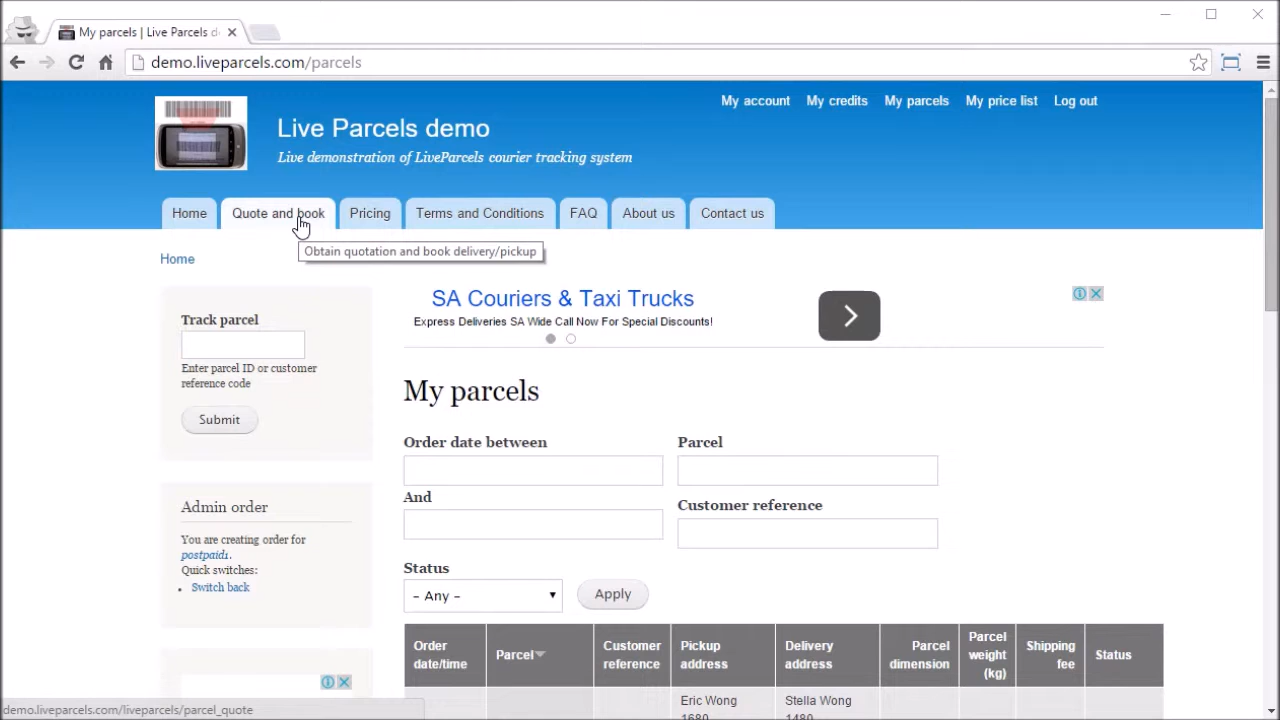 My parcels | Live Parcels d
demo.liveparcels.com/parcels
My account My credits My parcels My price list Log out
Live Parcels demo
Live demonstration of LiveParcels courier tracking system
Home Quote and book Pricing Terms and Conditions FAQ About us Contact us
Obtain quotation and book delivery/pickup
Home
Track parcel
Enter parcel ID or customer
reference code
Submit
Admin order
You are creating order for
postpaid1.
Quick switches:
Switch back
SA Couriers & Taxi Trucks
Express Deliveries SA Wide Call Now For Special Discounts!
My parcels
Order date between
Parcel
And
Customer reference
Status
- Any -
Apply
Order
date/time
Parcel
Customer
reference
Pickup
address
Delivery
address
Parcel
dimension
Parcel
weight
(kg)
Shipping
fee
Status
Eric Wong
1680
Stella Wong
1480
demo.liveparcels.com/liveparcels/parcel_quote